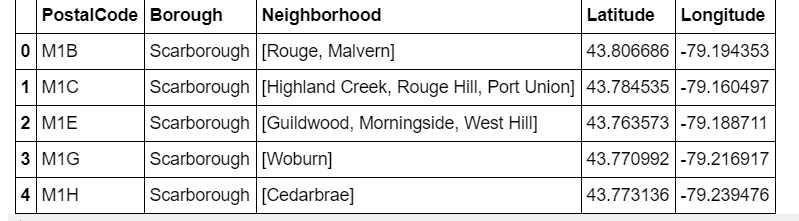 PostalCode Borough Neighborhood Latitude Longitude
0 M1B Scarborough [Rouge, Malvern] 43.806686 -79.194353
1 M1C Scarborough [Highland Creek, Rouge Hill, Port Union] 43.784535 -79.160497
2 M1E Scarborough [Guildwood, Morningside, West Hill] 43.763573 -79.188711
3 M1G Scarborough [Woburn] 43.770992 -79.216917
4 M1H Scarborough [Cedarbrae] 43.773136 -79.239476